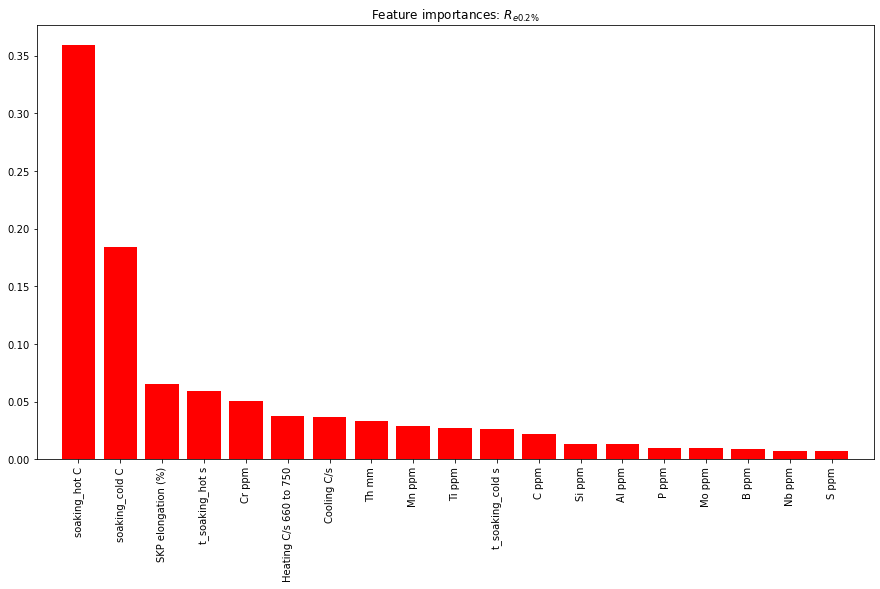 Feature importances: R_{e0.2%}
0.35
0.30
0.25
0.20
0.15
0.10
0.05
0.00
soaking_hot C
soaking_cold C
SKP elongation (%)
t_soaking_hot s
Cr ppm
Heating C/s 660 to 750
Cooling C/s
Th mm
Mn ppm
Ti ppm
t_soaking_cold s
C ppm
Si ppm
Al ppm
P ppm
Mo ppm
B ppm
Nb ppm
S ppm